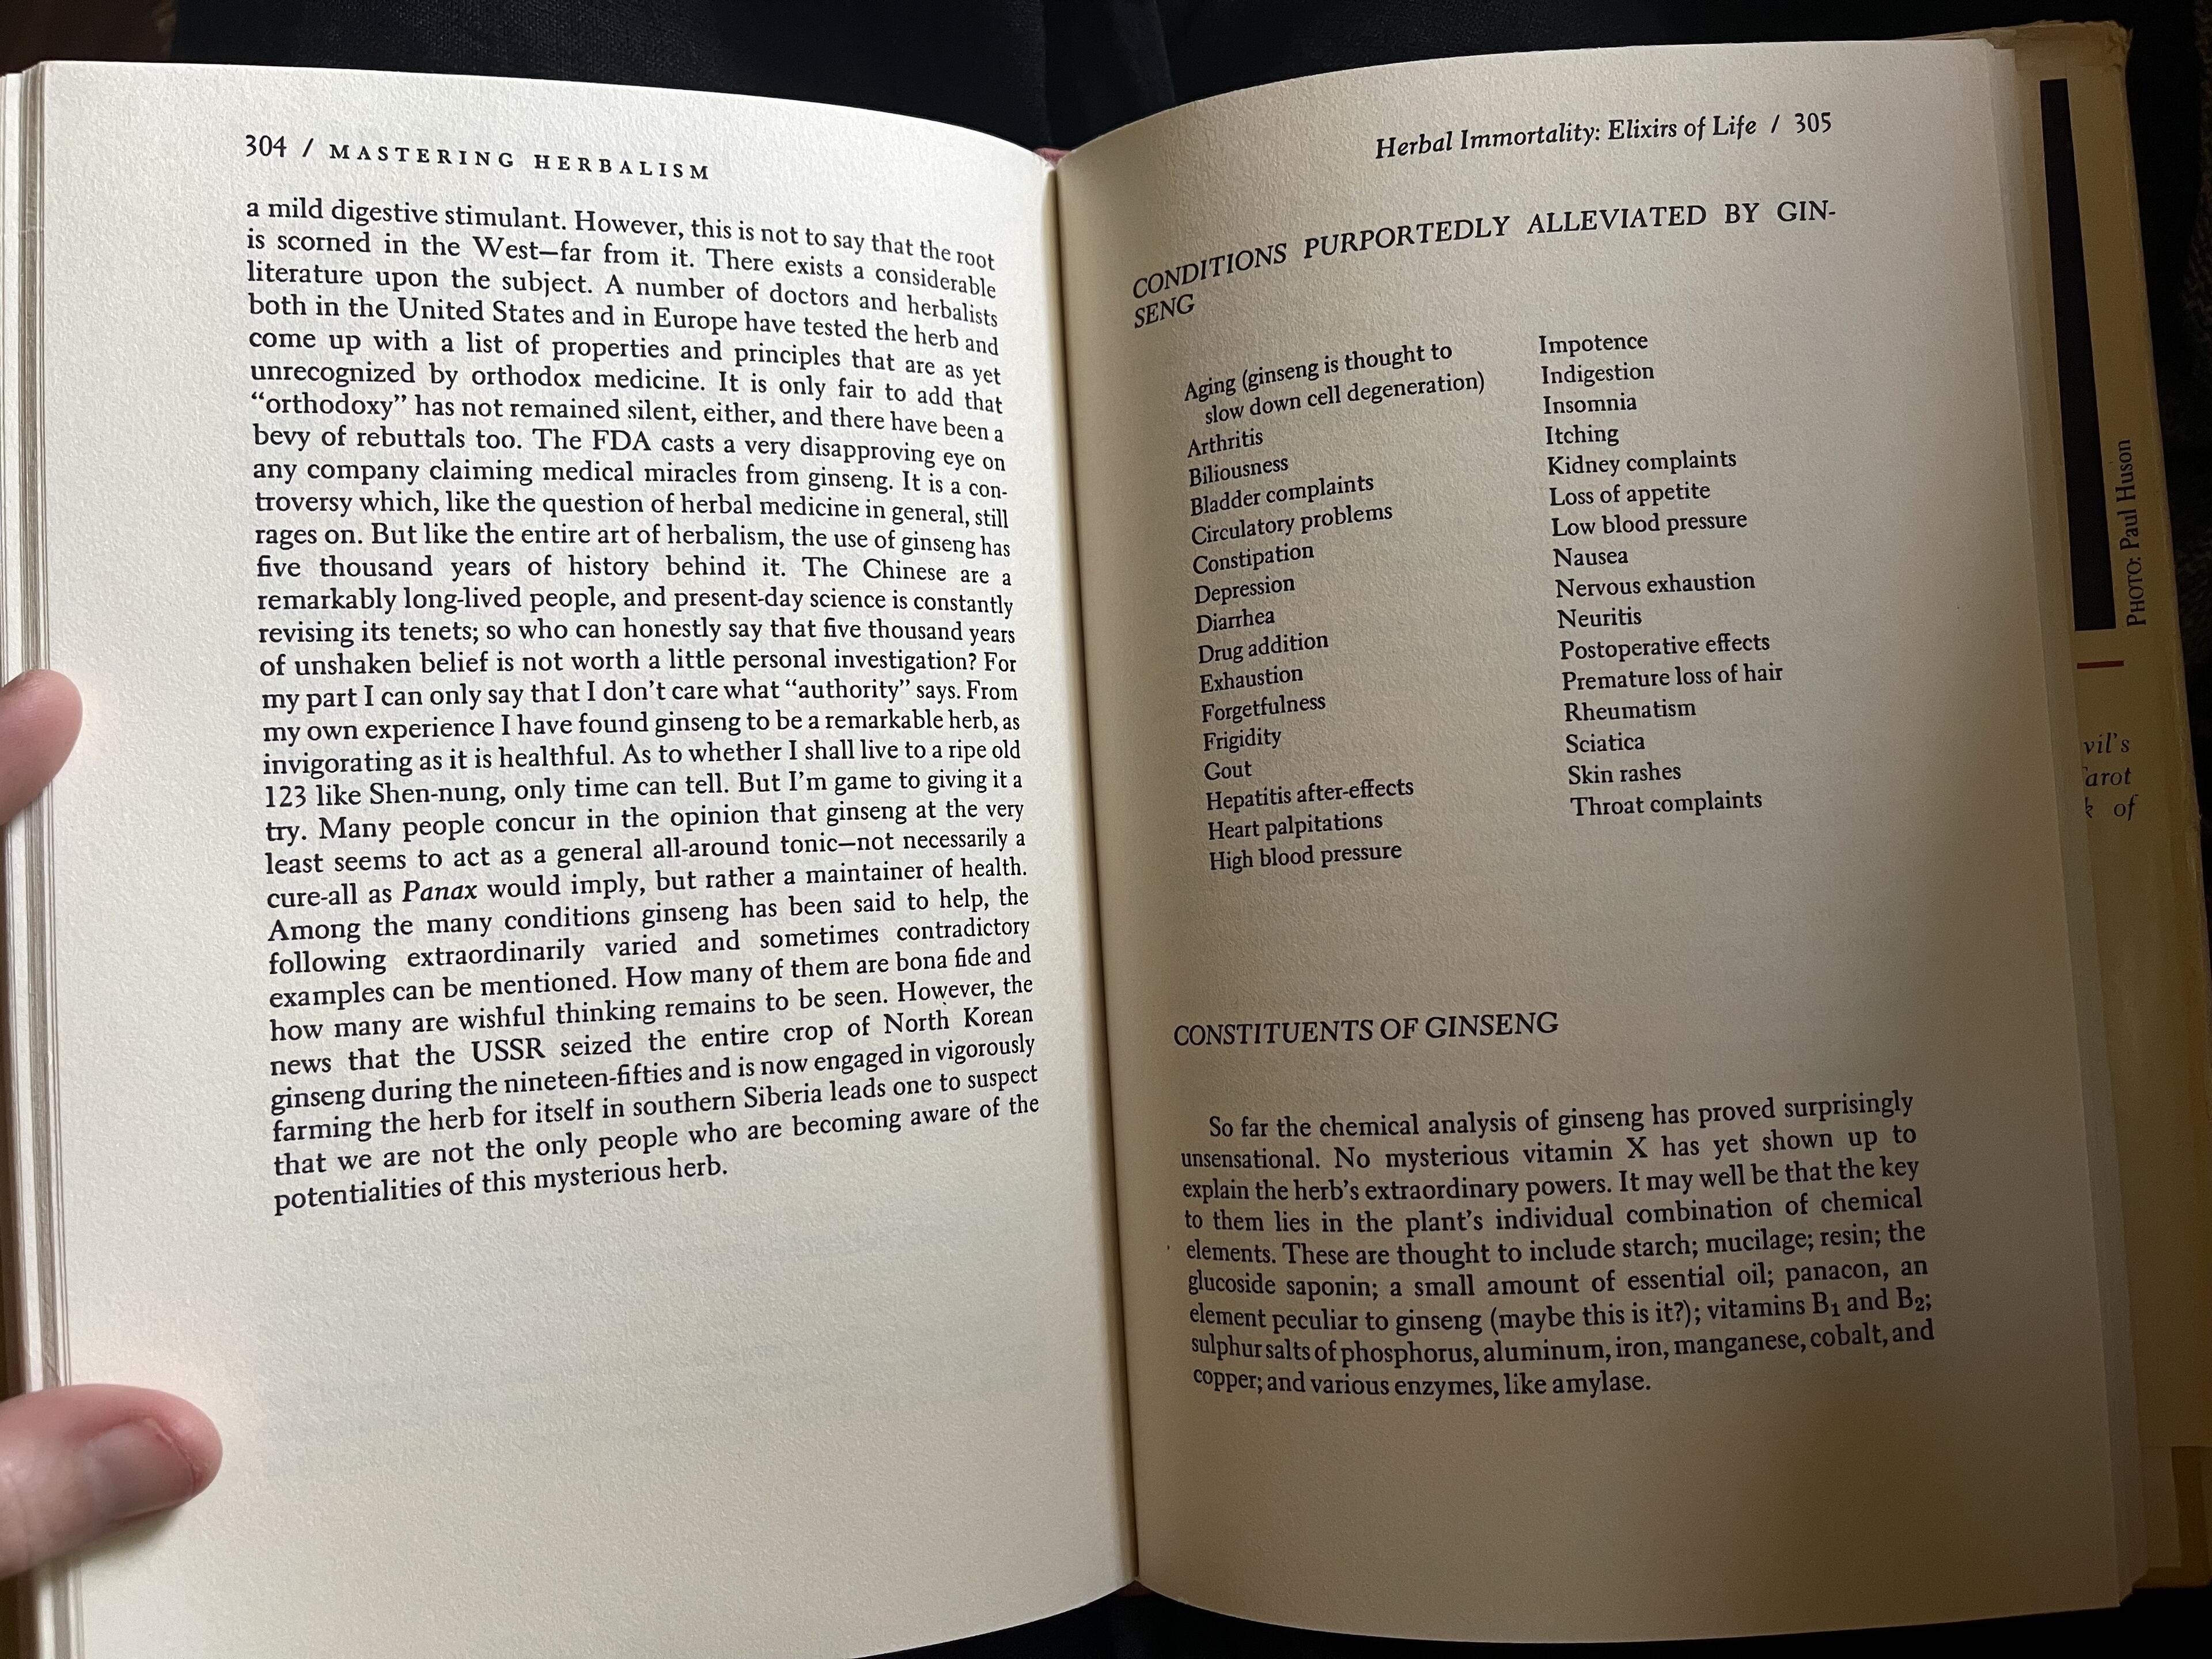 304 / MASTERING HERBALISM
a mild digestive stimulant. However, this is not to say that the root
is scorned in the West—far from it. There exists a considerable
literature upon the subject. A number of doctors and herbalists
both in the United States and in Europe have tested the herb and
come up with a list of properties and principles that are as yet
unrecognized by orthodox medicine. It is only fair to add that
“orthodoxy” has not remained silent, either, and there have been a
bevy of rebuttals too. The FDA casts a very disapproving eye on
any company claiming medical miracles from ginseng. It is a con-
troversy which, like the question of herbal medicine in general, still
rages on. But like the entire art of herbalism, the use of ginseng has
five thousand years of history behind it. The Chinese are a
remarkably long-lived people, and present-day science is constantly
revising its tenets; so who can honestly say that five thousand years
of unshaken belief is not worth a little personal investigation? For
my part I can only say that I don’t care what “authority” says. From
my own experience I have found ginseng to be a remarkable herb, as
invigorating as it is healthful. As to whether I shall live to a ripe old
123 like Shen-nung, only time can tell. But I’m game to giving it a
try. Many people concur in the opinion that ginseng at the very
least seems to act as a general all-around tonic—not necessarily a
cure-all as Panax would imply, but rather a maintainer of health.
Among the many conditions ginseng has been said to help, the
following extraordinarily varied and sometimes contradictory
examples can be mentioned. How many of them are bona fide and
how many are wishful thinking remains to be seen. However, the
news that the USSR seized the entire crop of North Korean
ginseng during the nineteen-fifties and is now engaged in vigorously
farming the herb for itself in southern Siberia leads one to suspect
that we are not the only people who are becoming aware of the
potentialities of this mysterious herb.
Herbal Immortality: Elixirs of Life / 305
CONDITIONS PURPORTEDLY ALLEVIATED BY GIN-
SENG
Aging (ginseng is thought to
slow down cell degeneration)
Arthritis
Biliousness
Bladder complaints
Circulatory problems
Constipation
Depression
Diarrhea
Drug addition
Exhaustion
Forgetfulness
Frigidity
Gout
Hepatitis after-effects
Heart palpitations
High blood pressure
Impotence
Indigestion
Insomnia
Itching
Kidney complaints
Loss of appetite
Low blood pressure
Nausea
Nervous exhaustion
Neuritis
Postoperative effects
Premature loss of hair
Rheumatism
Sciatica
Skin rashes
Throat complaints
CONSTITUENTS OF GINSENG
So far the chemical analysis of ginseng has proved surprisingly
unsensational. No mysterious vitamin X has yet shown up to
explain the herb’s extraordinary powers. It may well be that the key
to them lies in the plant’s individual combination of chemical
elements. These are thought to include starch; mucilage; resin; the
glucoside saponin; a small amount of essential oil; panacon, an
element peculiar to ginseng (maybe this is it?); vitamins B1 and B2;
sulphur salts of phosphorus, aluminum, iron, manganese, cobalt, and
copper; and various enzymes, like amylase.
PHOTO: Paul Huson
vil’s
arot
of